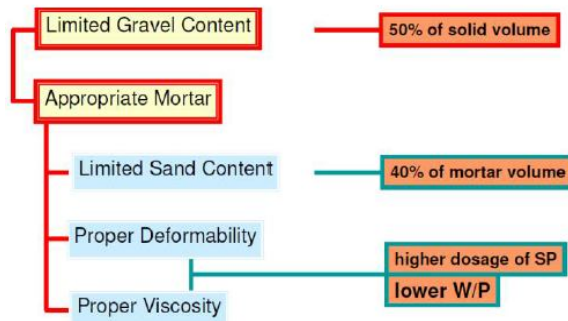 Limited Gravel Content
50% of solid volume
Appropriate Mortar
Limited Sand Content
40% of mortar volume
Proper Deformability
higher dosage of SP
lower W/P
Proper Viscosity